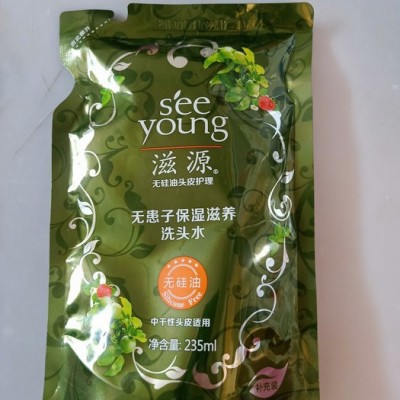 see
young
滋源®
无硅油头皮护理
无患子保湿滋养
洗头水
无硅油
Silicone Free
中干性头皮适用
净含量: 235ml
补充装